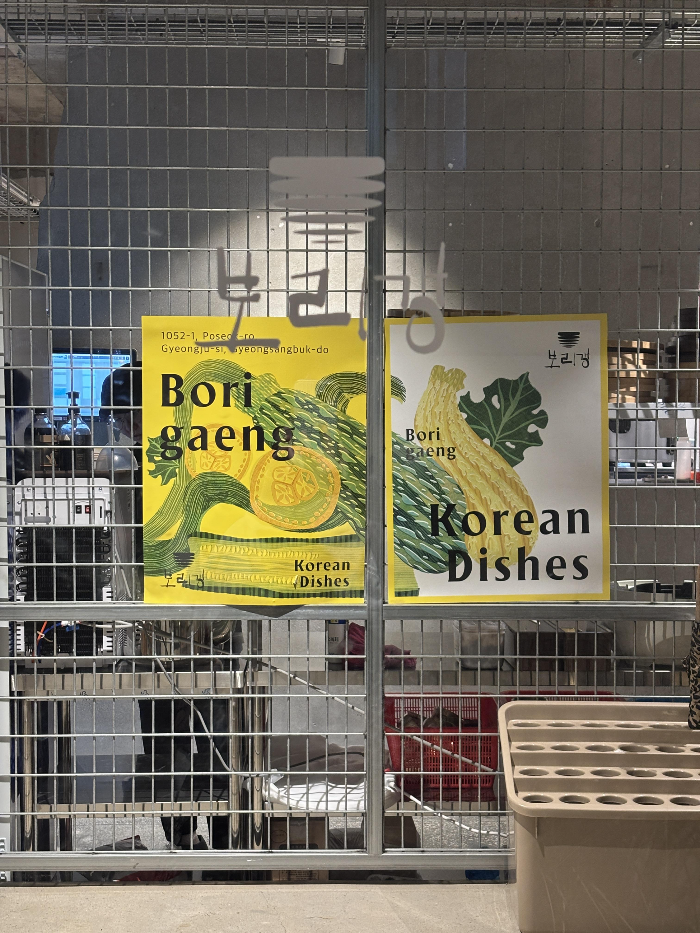 보리갱
1052-1, Poseok-ro
Gyeongju-si, Gyeongsangbuk-do
Bori
gaeng
보리갱
Korean
Dishes
보리갱
Bori
gaeng
Korean
Dishes